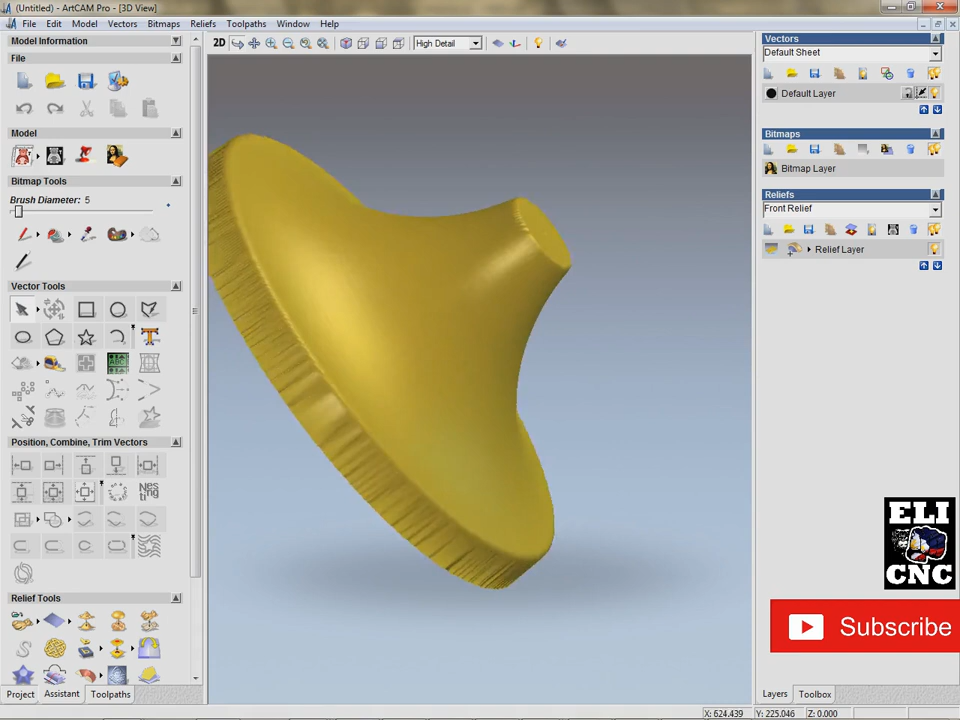 (Untitled) - ArtCAM Pro - [3D View]
File Edit Model Vectors Bitmaps Reliefs Toolpaths Window Help
Model Information
File
Model
Bitmap Tools
Brush Diameter: 5
Vector Tools
Position, Combine, Trim Vectors
Relief Tools
Project Assistant Toolpaths
2D High Detail
Vectors
Default Sheet
Default Layer
Bitmaps
Bitmap Layer
Reliefs
Front Relief
Relief Layer
ELI
CNC
Subscribe
Layers Toolbox
X: 624.439 Y: 225.046 Z: 0.000
ABC
Nes
ting